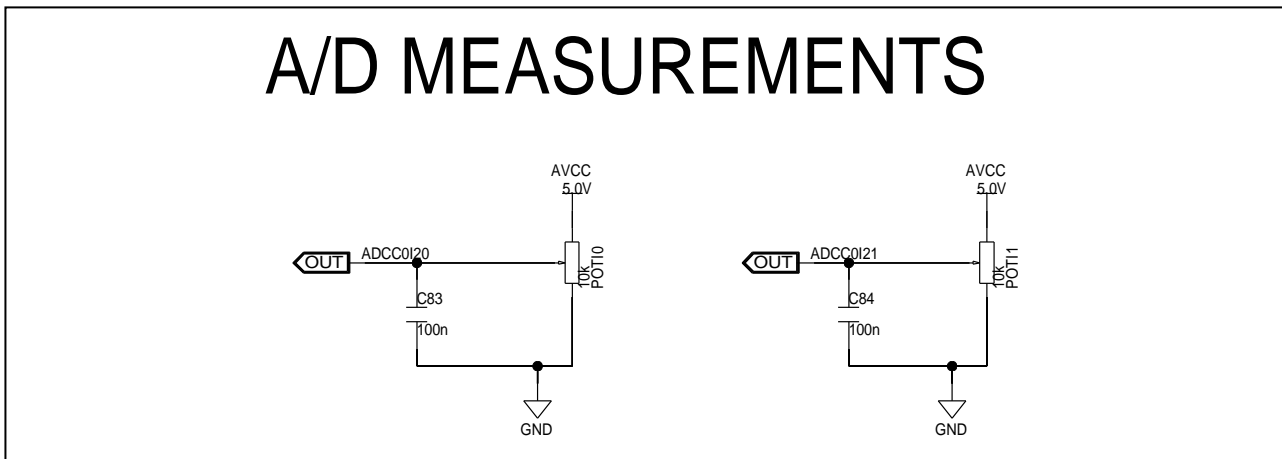 A/D MEASUREMENTS
AVCC
5.0V
OUT
ADCC0I20
10k
POTI0
C83
100n
GND
AVCC
5.0V
OUT
ADCC0I21
10k
POTI1
C84
100n
GND